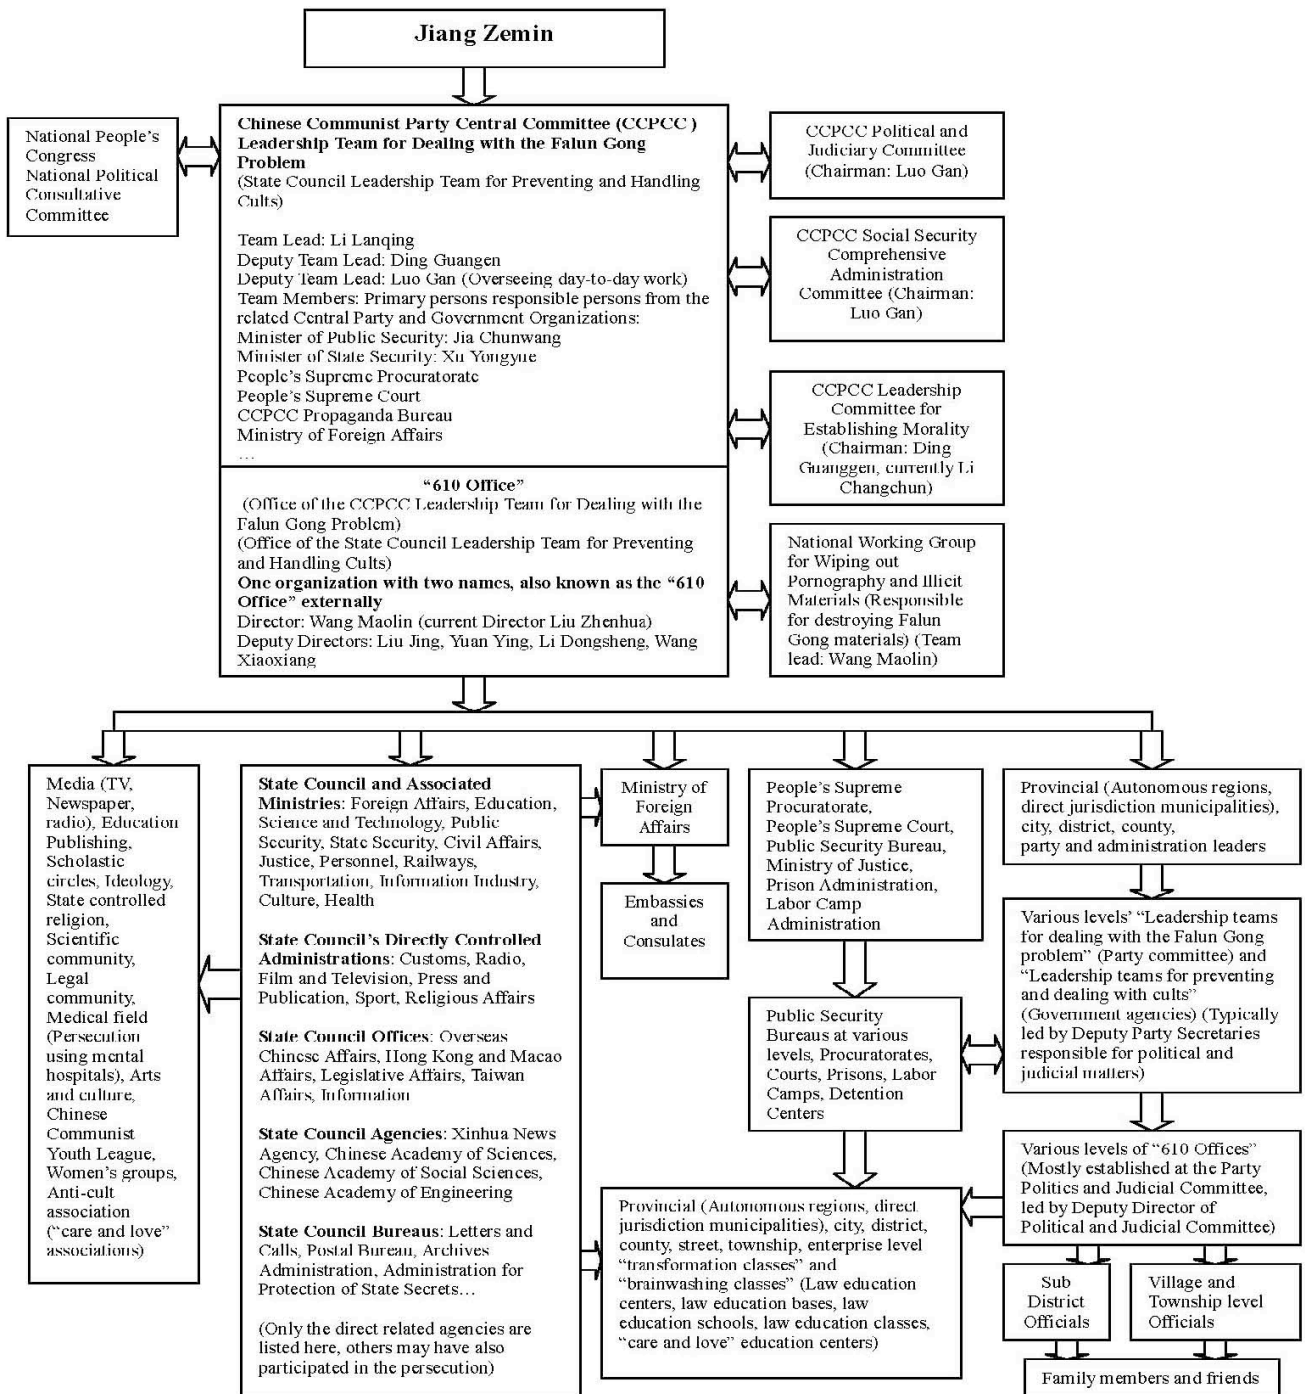 Jiang Zemin
National People's
Congress
National Political
Consultative
Committee
Chinese Communist Party Central Committee (CCPCC )
Leadership Team for Dealing with the Falun Gong
Problem
(State Council Leadership Team for Preventing and Handling
Cults)
Team Lead: Li Lanqing
Deputy Team Lead: Ding Guangen
Deputy Team Lead: Luo Gan (Overseeing day-to-day work)
Team Members: Primary persons responsible persons from the
related Central Party and Government Organizations:
Minister of Public Security: Jia Chunwang
Minister of State Security: Xu Yongyue
People's Supreme Procuratorate
People's Supreme Court
CCPCC Propaganda Bureau
Ministry of Foreign Affairs
…
CCPCC Political and
Judiciary Committee
(Chairman: Luo Gan)
CCPCC Social Security
Comprehensive
Administration
Committee (Chairman:
Luo Gan)
CCPCC Leadership
Committee for
Establishing Morality
(Chairman: Ding
Guanggen, currently Li
Changchun)
"610 Office"
(Office of the CCPCC Leadership Team for Dealing with the
Falun Gong Problem)
(Office of the State Council Leadership Team for Preventing
and Handling Cults)
One organization with two names, also known as the "610
Office" externally
Director: Wang Maolin (current Director Liu Zhenhua)
Deputy Directors: Liu Jing, Yuan Ying, Li Dongsheng, Wang
Xiaoxiang
National Working Group
for Wiping out
Pornography and Illicit
Materials (Responsible
for destroying Falun
Gong materials) (Team
lead: Wang Maolin)
Media (TV,
Newspaper,
radio), Education
Publishing,
Scholastic
circles, Ideology,
State controlled
religion,
Scientific
community,
Legal
community,
Medical field
(Persecution
using mental
hospitals), Arts
and culture,
Chinese
Communist
Youth League,
Women's groups,
Anti-cult
association
("care and love"
associations)
State Council and Associated
Ministries: Foreign Affairs, Education,
Science and Technology, Public
Security, State Security, Civil Affairs,
Justice, Personnel, Railways,
Transportation, Information Industry,
Culture, Health
State Council's Directly Controlled
Administrations: Customs, Radio,
Film and Television, Press and
Publication, Sport, Religious Affairs
State Council Offices: Overseas
Chinese Affairs, Hong Kong and Macao
Affairs, Legislative Affairs, Taiwan
Affairs, Information
State Council Agencies: Xinhua News
Agency, Chinese Academy of Sciences,
Chinese Academy of Social Sciences,
Chinese Academy of Engineering
State Council Bureaus: Letters and
Calls, Postal Bureau, Archives
Administration, Administration for
Protection of State Secrets…
(Only the direct related agencies are
listed here, others may have also
participated in the persecution)
Ministry of
Foreign
Affairs
Embassies
and
Consulates
People's Supreme
Procuratorate,
People's Supreme Court,
Public Security Bureau,
Ministry of Justice,
Prison Administration,
Labor Camp
Administration
Public Security
Bureaus at various
levels, Procuratorates,
Courts, Prisons, Labor
Camps, Detention
Centers
Provincial (Autonomous regions, direct
jurisdiction municipalities), city, district,
county, street, township, enterprise level
"transformation classes" and
"brainwashing classes" (Law education
centers, law education bases, law
education schools, law education classes,
"care and love" education centers)
Provincial (Autonomous regions,
direct jurisdiction municipalities),
city, district, county,
party and administration leaders
Various levels' "Leadership teams
for dealing with the Falun Gong
problem" (Party committee) and
"Leadership teams for preventing
and dealing with cults"
(Government agencies) (Typically
led by Deputy Party Secretaries
responsible for political and
judicial matters)
Various levels of "610 Offices"
(Mostly established at the Party
Politics and Judicial Committee,
led by Deputy Director of
Political and Judicial Committee)
Sub
District
Officials
Village and
Township level
Officials
Family members and friends